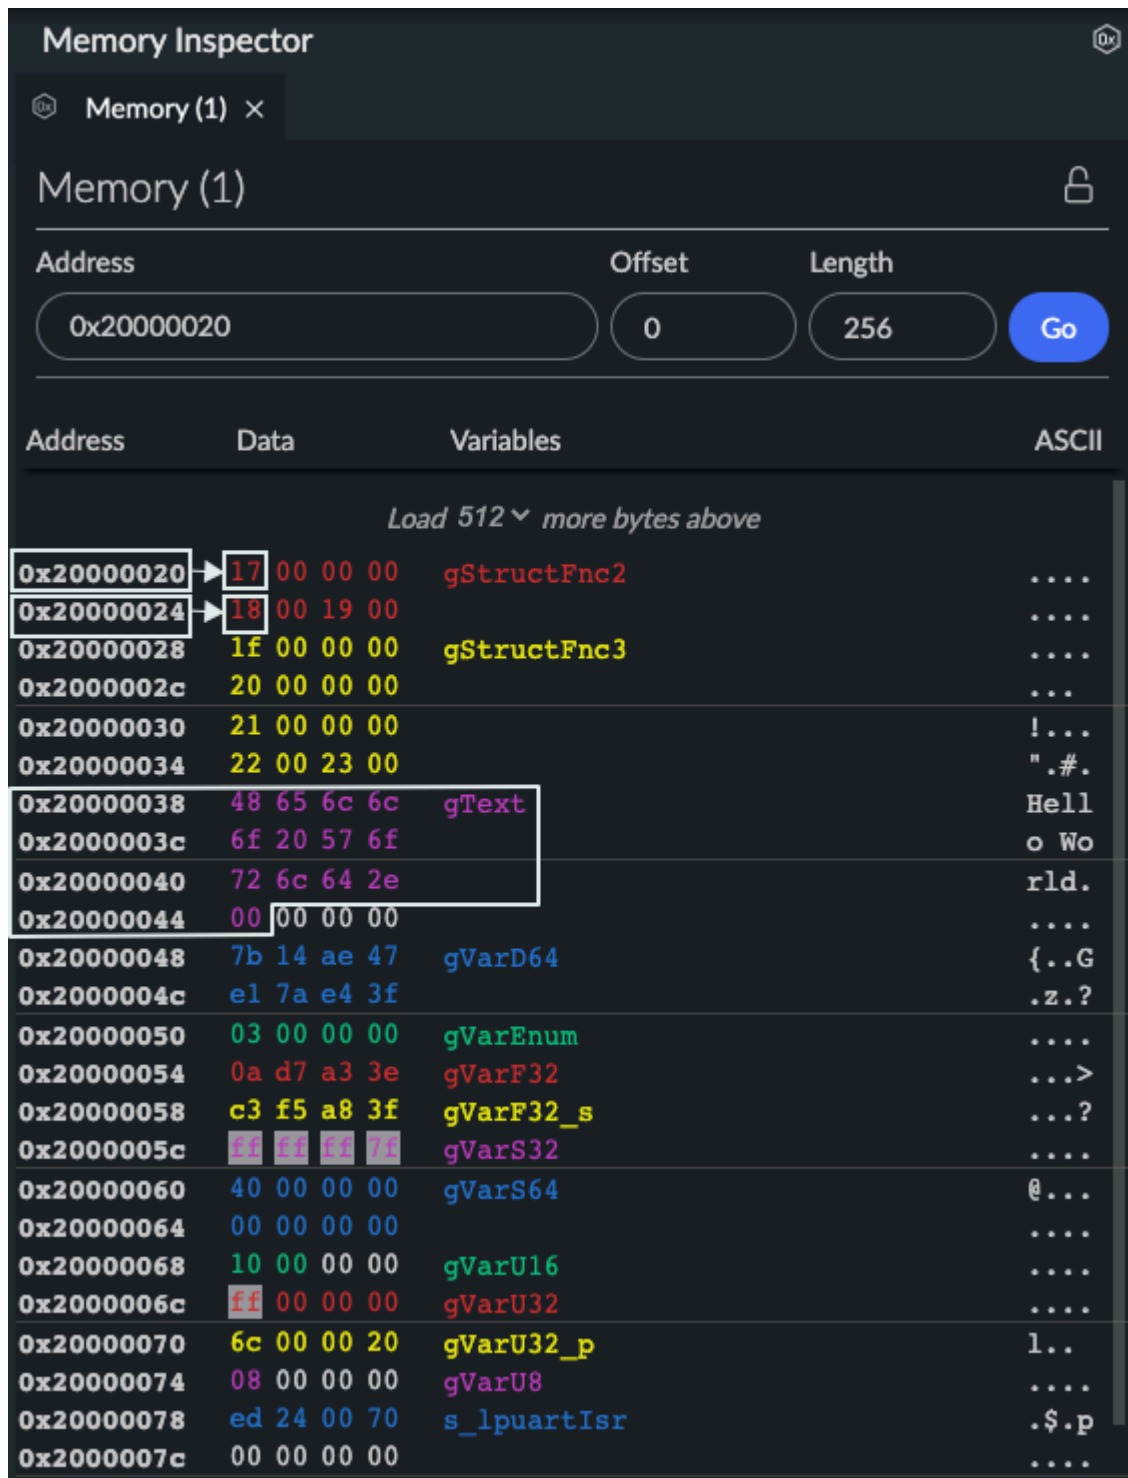 Memory Inspector
Memory (1) ×
Memory (1)
Address Offset Length
0x20000020 0 256 Go
Address Data Variables ASCII
Load 512 more bytes above
0x20000020 17 00 00 00 gStructFnc2 ....
0x20000024 18 00 19 00 ....
0x20000028 1f 00 00 00 gStructFnc3 ....
0x2000002c 20 00 00 00 ...
0x20000030 21 00 00 00 !...
0x20000034 22 00 23 00 ".#.
0x20000038 48 65 6c 6c gText Hell
0x2000003c 6f 20 57 6f o Wo
0x20000040 72 6c 64 2e rld.
0x20000044 00 00 00 00 ....
0x20000048 7b 14 ae 47 gVarD64 {..G
0x2000004c e1 7a e4 3f .z.?
0x20000050 03 00 00 00 gVarEnum ....
0x20000054 0a d7 a3 3e gVarF32 ...>
0x20000058 c3 f5 a8 3f gVarF32_s ...?
0x2000005c ff ff ff 7f gVarS32 ....
0x20000060 40 00 00 00 gVarS64 @...
0x20000064 00 00 00 00 ....
0x20000068 10 00 00 00 gVarU16 ....
0x2000006c ff 00 00 00 gVarU32 ....
0x20000070 6c 00 00 20 gVarU32_p l..
0x20000074 08 00 00 00 gVarU8 ....
0x20000078 ed 24 00 70 s_lpuartIsr .$.p
0x2000007c 00 00 00 00 ....